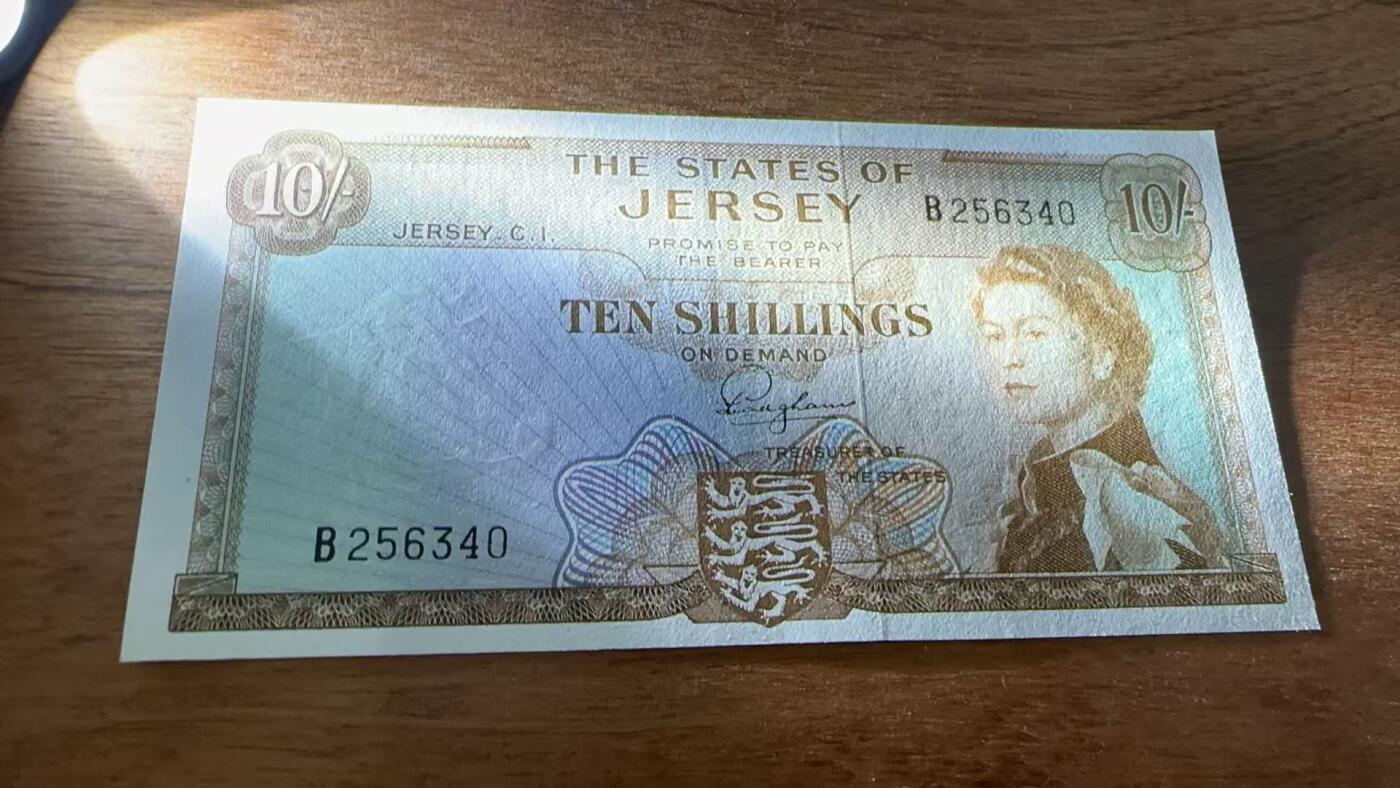 10/-
THE STATES OF
JERSEY
B256340
10/-
JERSEY. C.I.
PROMISE TO PAY
THE BEARER
TEN SHILLINGS
ON DEMAND
TREASURER OF
THE STATES
B256340